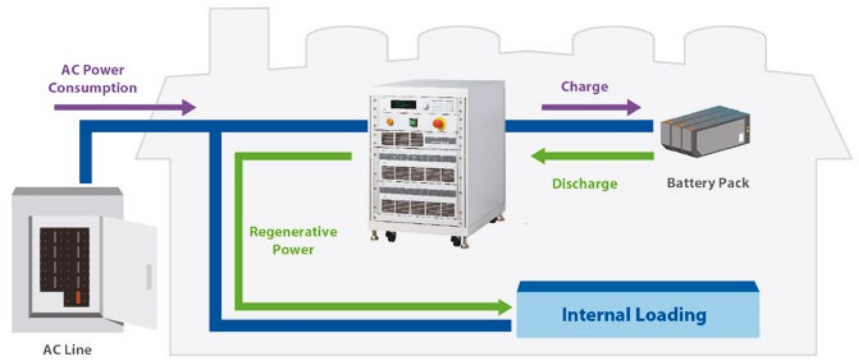 AC Power
Consumption
Charge
Discharge
Battery Pack
Regenerative
Power
Internal Loading
AC Line